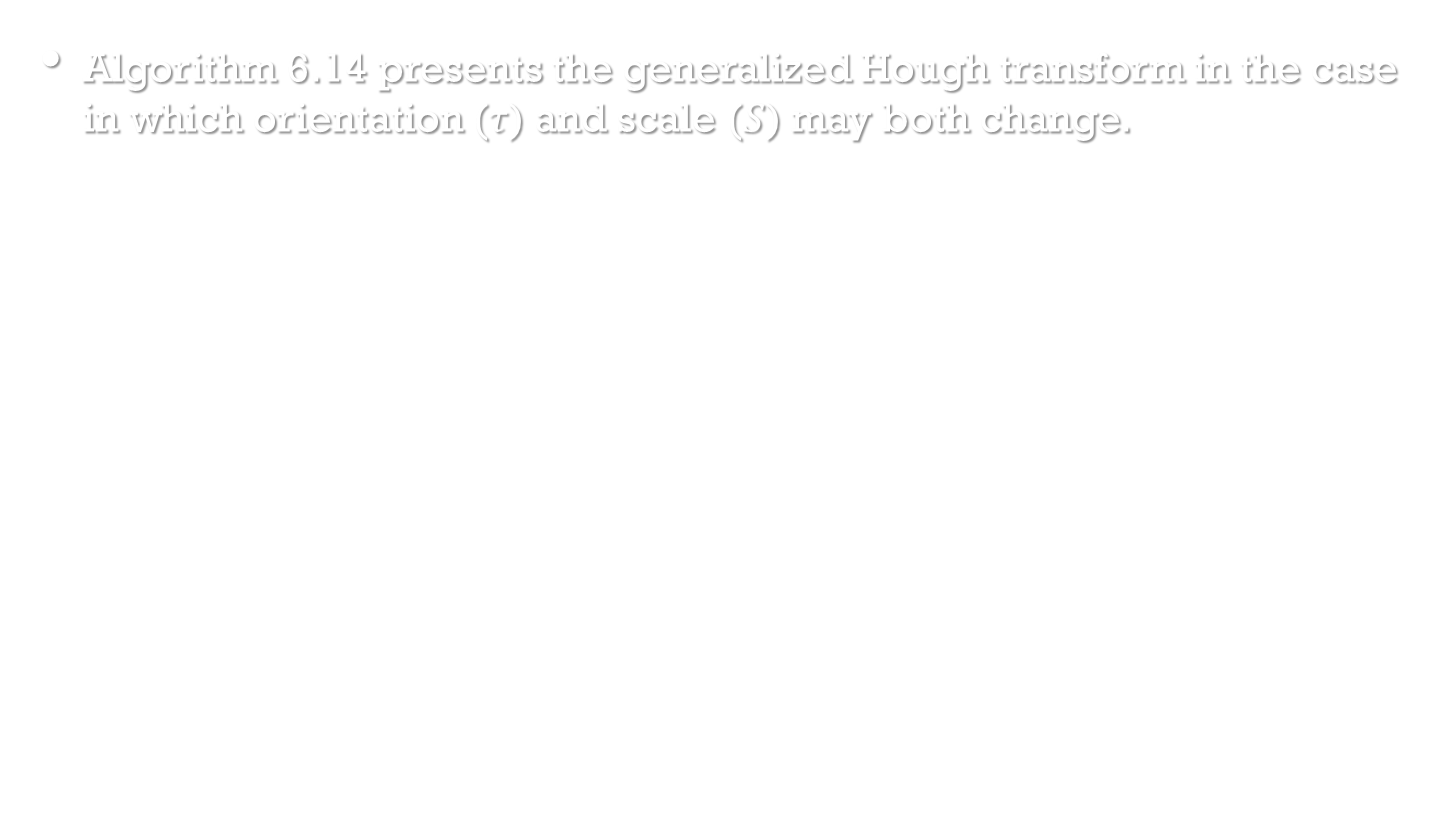 • Algorithm 6.14 presents the generalized Hough transform in the case
in which orientation (τ) and scale (S) may both change.